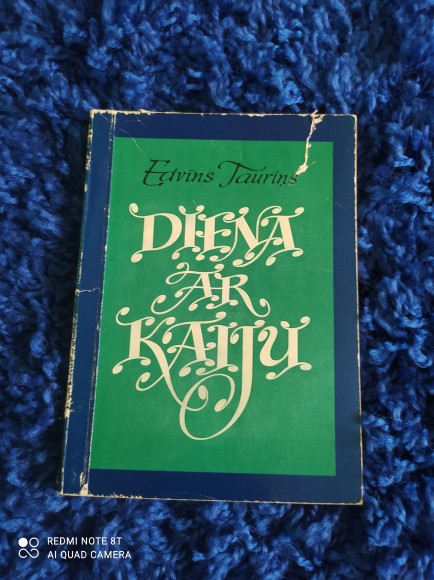 Edvīns Tauriņš
DIENA
AR
KAIJU
REDMI NOTE 8T
AI QUAD CAMERA